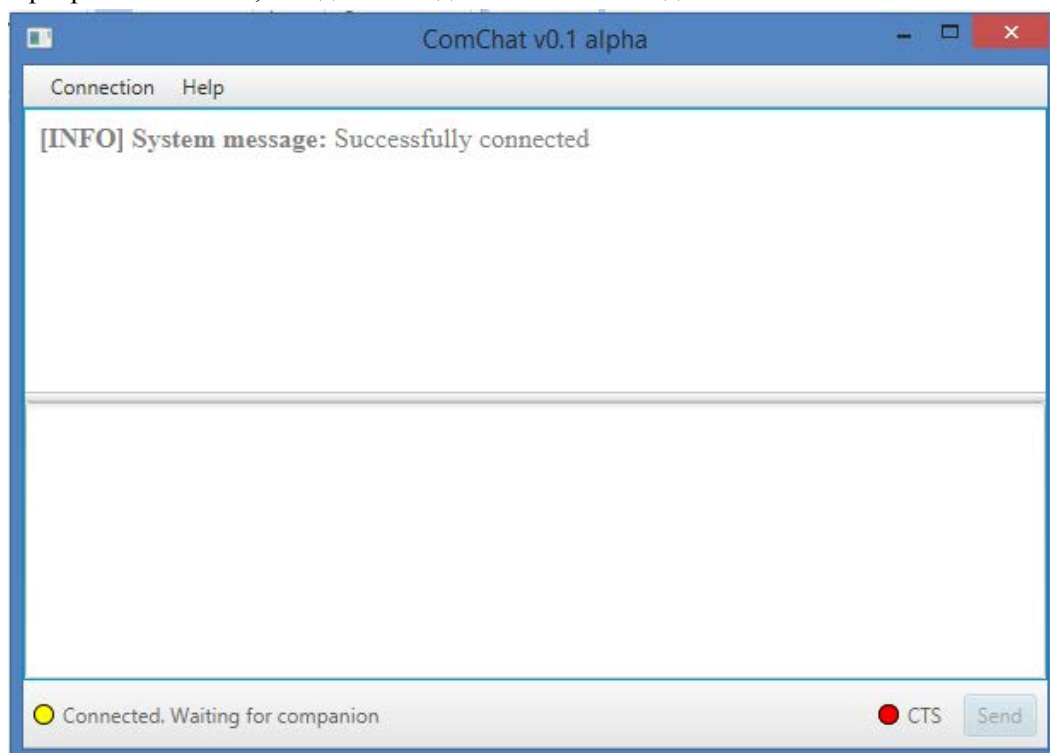 ComChat v0.1 alpha
Connection Help
[INFO] System message: Successfully connected
Connected. Waiting for companion
CTS Send